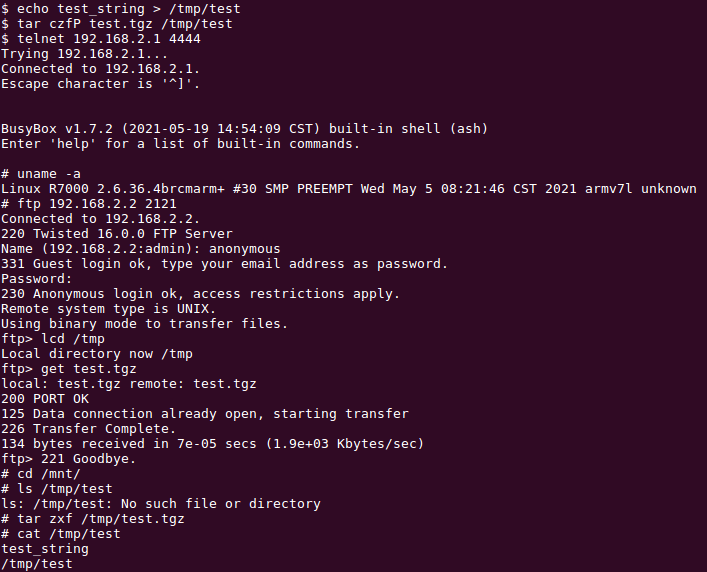 $ echo test_string > /tmp/test
$ tar czfP test.tgz /tmp/test
$ telnet 192.168.2.1 4444
Trying 192.168.2.1...
Connected to 192.168.2.1.
Escape character is '^]'.
BusyBox v1.7.2 (2021-05-19 14:54:09 CST) built-in shell (ash)
Enter 'help' for a list of built-in commands.
# uname -a
Linux R7000 2.6.36.4brcmarm+ #30 SMP PREEMPT Wed May 5 08:21:46 CST 2021 armv7l unknown
# ftp 192.168.2.2 2121
Connected to 192.168.2.2.
220 Twisted 16.0.0 FTP Server
Name (192.168.2.2:admin): anonymous
331 Guest login ok, type your email address as password.
Password:
230 Anonymous login ok, access restrictions apply.
Remote system type is UNIX.
Using binary mode to transfer files.
ftp> lcd /tmp
Local directory now /tmp
ftp> get test.tgz
local: test.tgz remote: test.tgz
200 PORT OK
125 Data connection already open, starting transfer
226 Transfer Complete.
134 bytes received in 7e-05 secs (1.9e+03 Kbytes/sec)
ftp> 221 Goodbye.
# cd /mnt/
# ls /tmp/test
ls: /tmp/test: No such file or directory
# tar zxf /tmp/test.tgz
# cat /tmp/test
test_string
/tmp/test